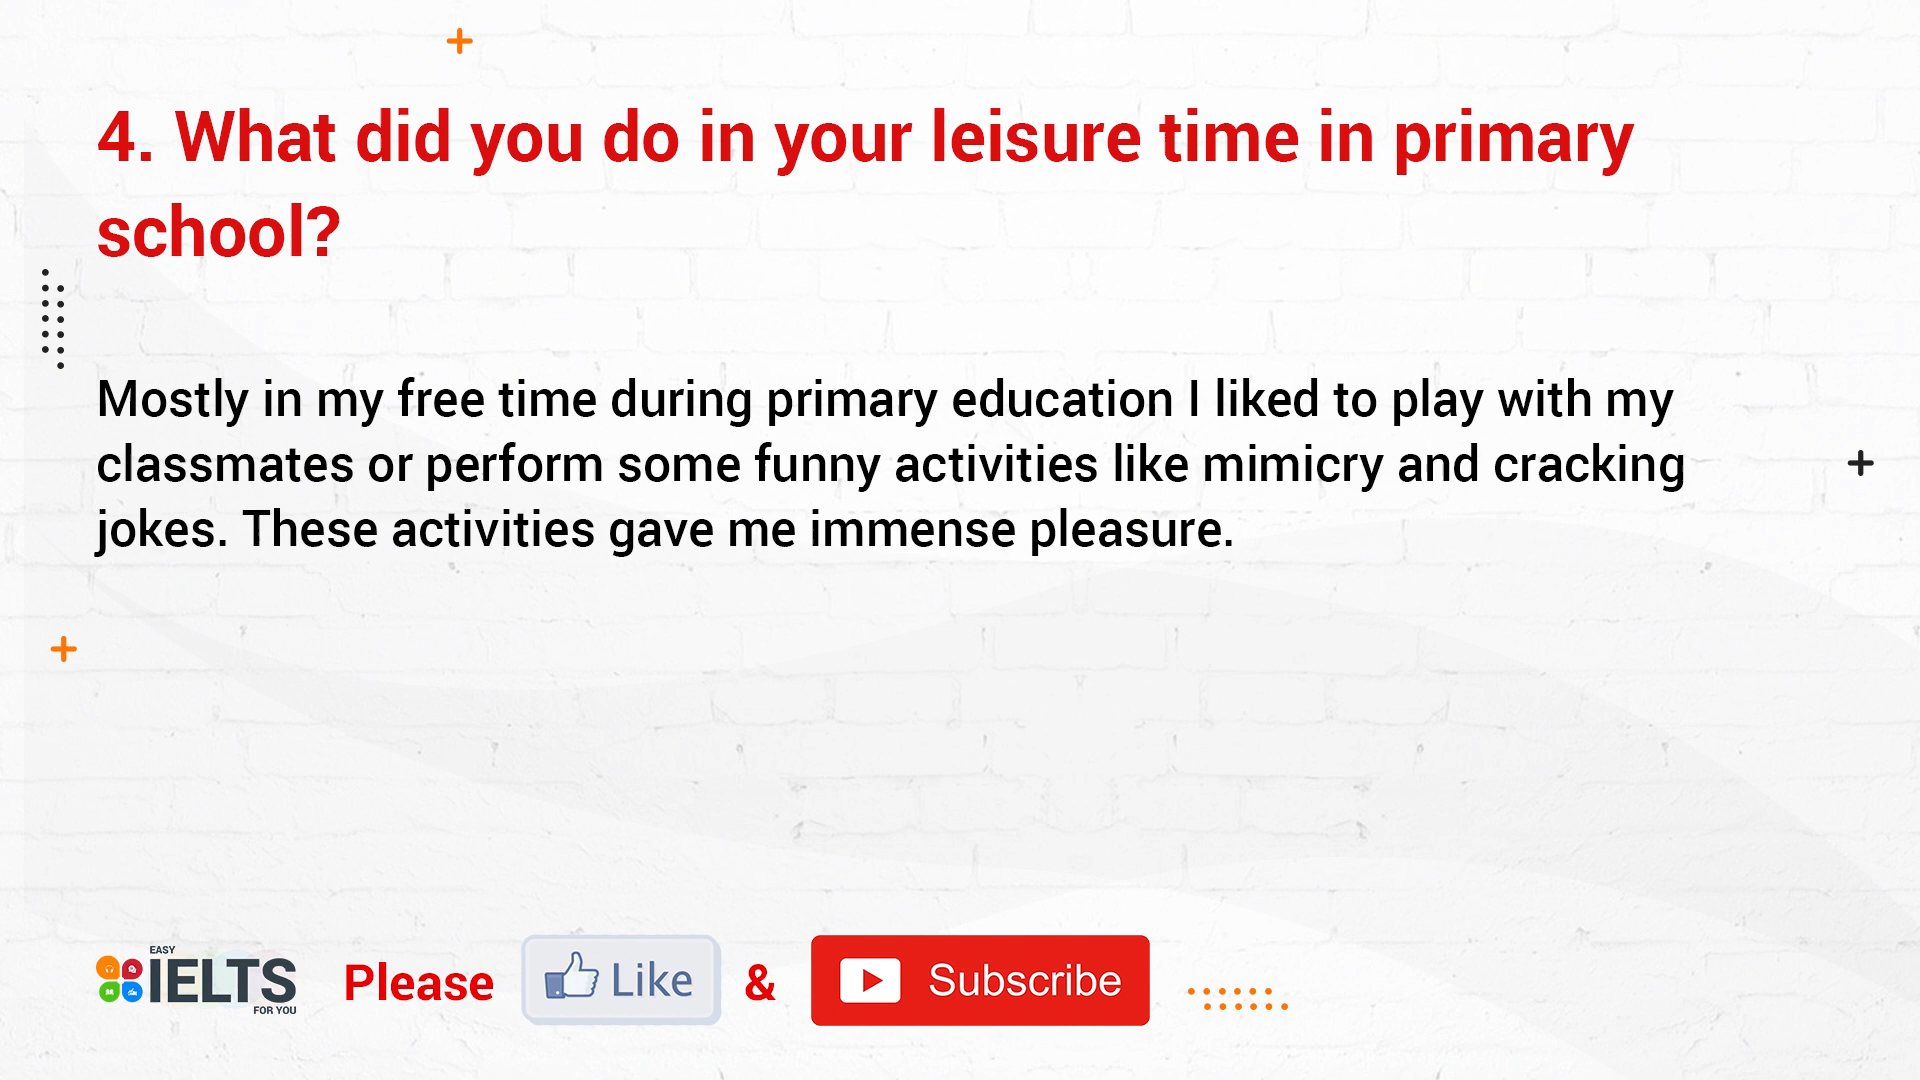 4. What did you do in your leisure time in primary
school?
Mostly in my free time during primary education I liked to play with my
classmates or perform some funny activities like mimicry and cracking
jokes. These activities gave me immense pleasure.
EASY
IELTS
FOR YOU
Please
Like
&
Subscribe